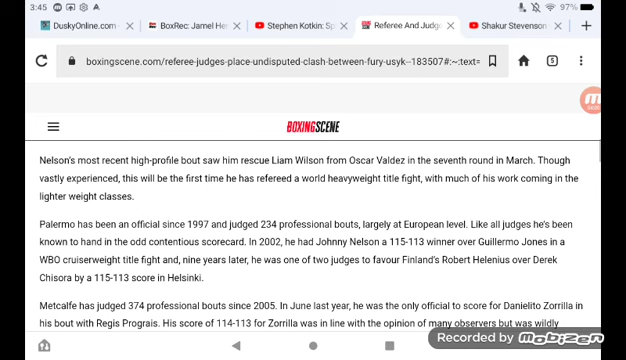 3:45
97%
DuskyOnline.com -
BoxRec: Jamel Her
Stephen Kotkin: Sp
Referee And Judge
Shakur Stevenson
boxingscene.com/referee-judges-place-undisputed-clash-between-fury-usyk--183507#:~:text=
5
BOXINGSCENE
Nelson's most recent high-profile bout saw him rescue Liam Wilson from Oscar Valdez in the seventh round in March. Though
vastly experienced, this will be the first time he has refereed a world heavyweight title fight, with much of his work coming in the
lighter weight classes.
Palermo has been an official since 1997 and judged 234 professional bouts, largely at European level. Like all judges he's been
known to hand in the odd contentious scorecard. In 2002, he had Johnny Nelson a 115-113 winner over Guillermo Jones in a
WBO cruiserweight title fight and, nine years later, he was one of two judges to favour Finland's Robert Helenius over Derek
Chisora by a 115-113 score in Helsinki.
Metcalfe has judged 374 professional bouts since 2005. In June last year, he was the only official to score for Danielito Zorrilla in
his bout with Regis Prograis. His score of 114-113 for Zorrilla was in line with the opinion of many observers but was wildly
Recorded by mobizen